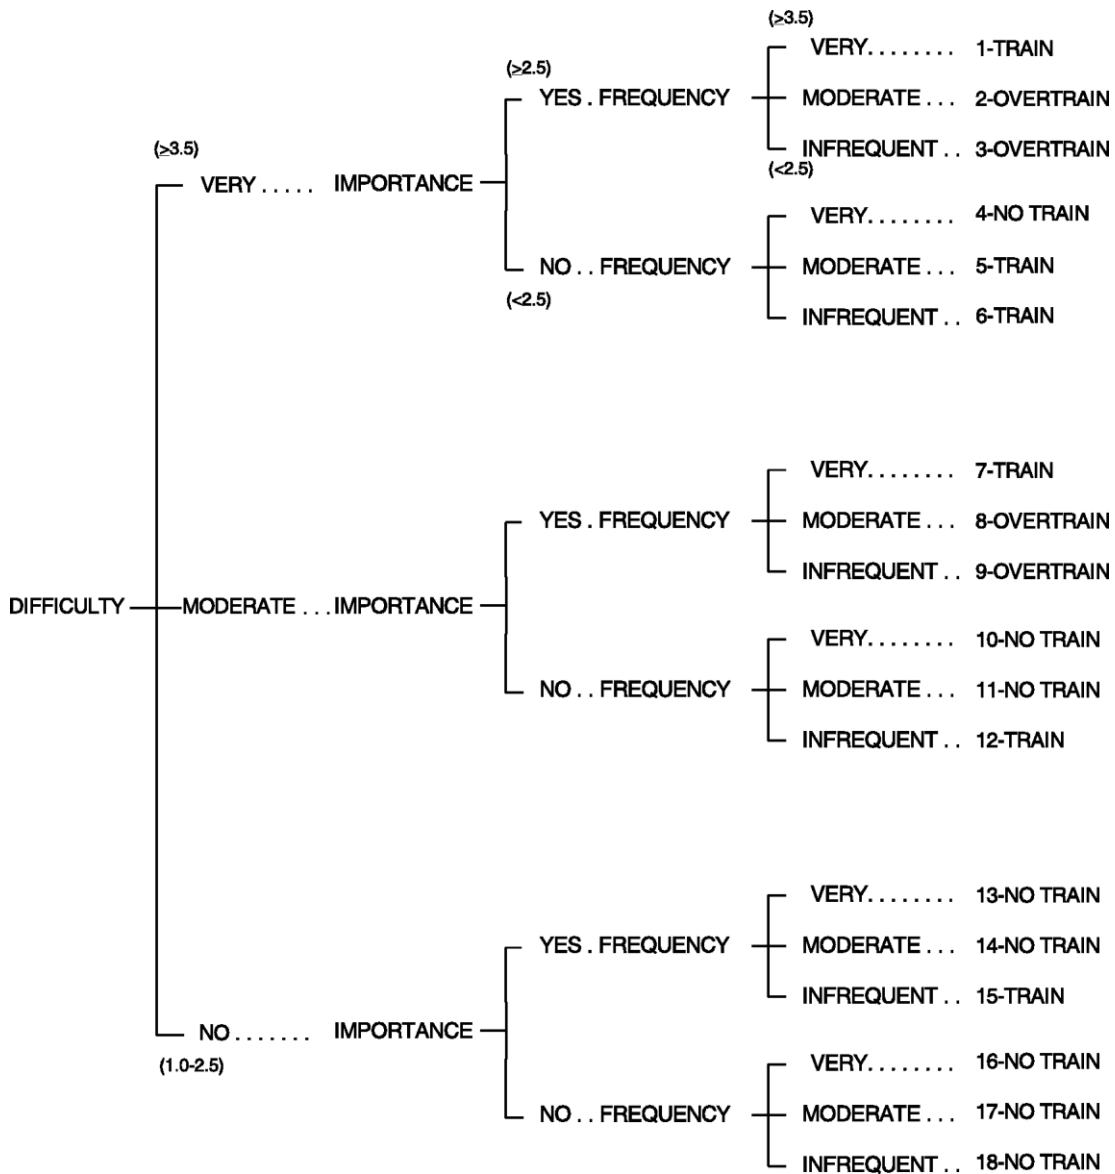 (≥3.5)
VERY........ 1-TRAIN
(≥2.5)
YES . FREQUENCY MODERATE ... 2-OVERTRAIN
INFREQUENT .. 3-OVERTRAIN
(≥3.5)
(<2.5)
VERY ..... IMPORTANCE
VERY........ 4-NO TRAIN
NO .. FREQUENCY MODERATE ... 5-TRAIN
(<2.5)
INFREQUENT .. 6-TRAIN
VERY........ 7-TRAIN
YES . FREQUENCY MODERATE ... 8-OVERTRAIN
INFREQUENT .. 9-OVERTRAIN
DIFFICULTY MODERATE ...IMPORTANCE
VERY........ 10-NO TRAIN
NO .. FREQUENCY MODERATE ... 11-NO TRAIN
INFREQUENT .. 12-TRAIN
VERY........ 13-NO TRAIN
YES . FREQUENCY MODERATE ... 14-NO TRAIN
INFREQUENT .. 15-TRAIN
NO ....... IMPORTANCE
(1.0-2.5)
VERY........ 16-NO TRAIN
NO .. FREQUENCY MODERATE ... 17-NO TRAIN
INFREQUENT .. 18-NO TRAIN